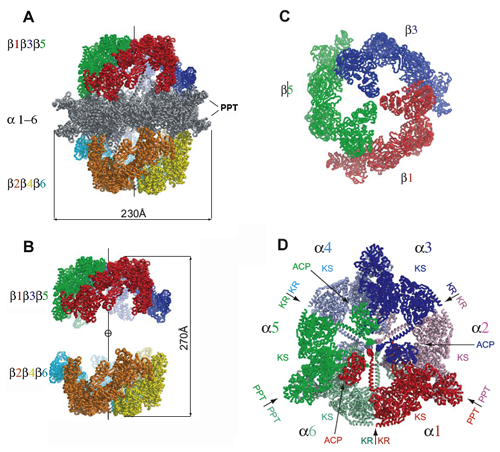 A
β1β3β5
α 1–6
PPT
β2β4β6
230Å
B
β1β3β5
β2β4β6
270Å
C
β3
β5
β1
D
α4
α3
ACP
KS
KS
KR
KR
KR
KR
α5
α2
KS
ACP
KS
PPT
PPT
PPT
PPT
KS
KS
α6
α1
ACP
KR
KR